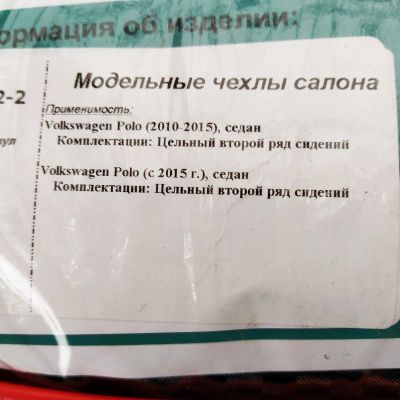 ормация об изделии:
Модельные чехлы салона
2-2
Применимость:
Volkswagen Polo (2010-2015), седан
кул
Комплектации: Цельный второй ряд сидений
Volkswagen Polo (с 2015 г.), седан
Комплектации: Цельный второй ряд сидений